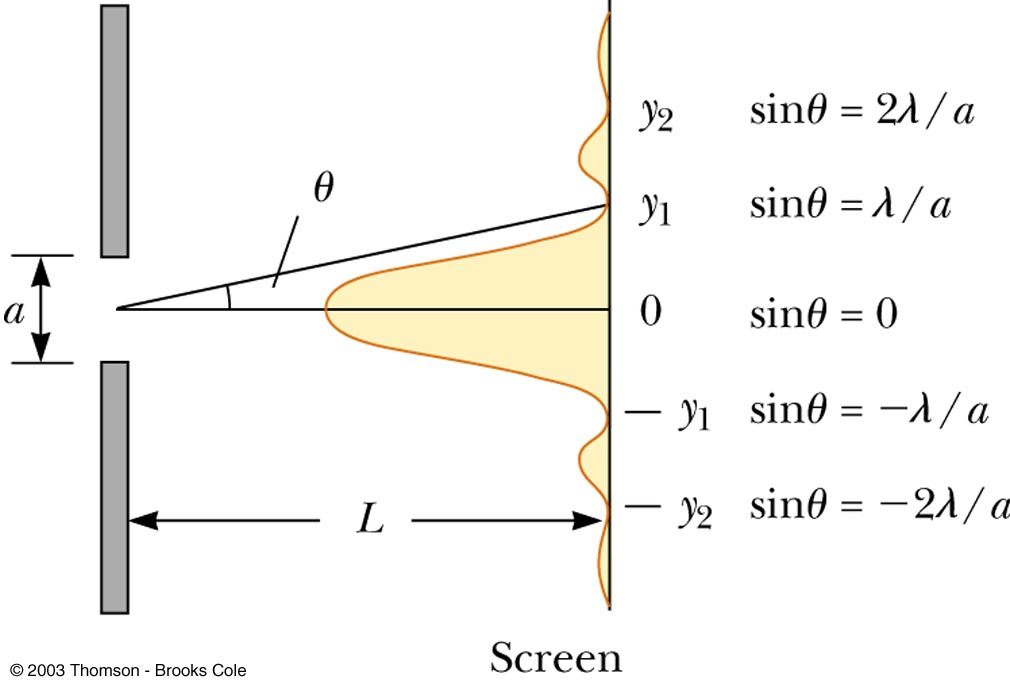 y₂ sinθ = 2λ/a
θ
y₁ sinθ = λ/a
a
0 sinθ = 0
— y₁ sinθ = −λ/a
L
— y₂ sinθ = −2λ/a
Screen
© 2003 Thomson - Brooks Cole